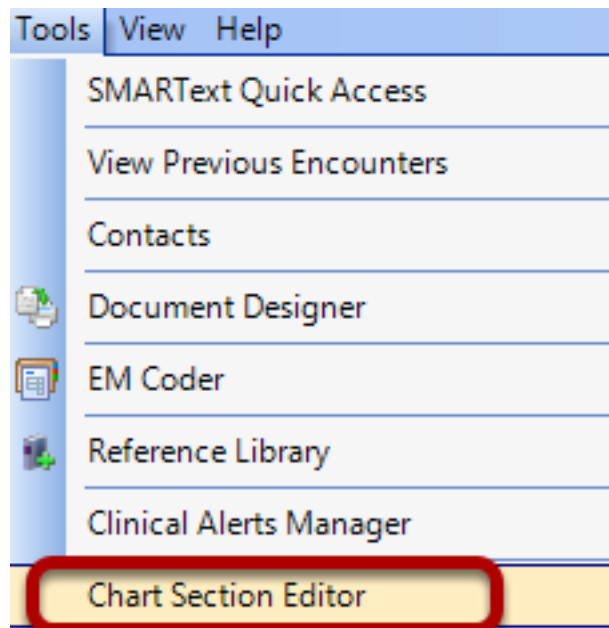 Tools View Help
SMARText Quick Access
View Previous Encounters
Contacts
Document Designer
EM Coder
Reference Library
Clinical Alerts Manager
Chart Section Editor